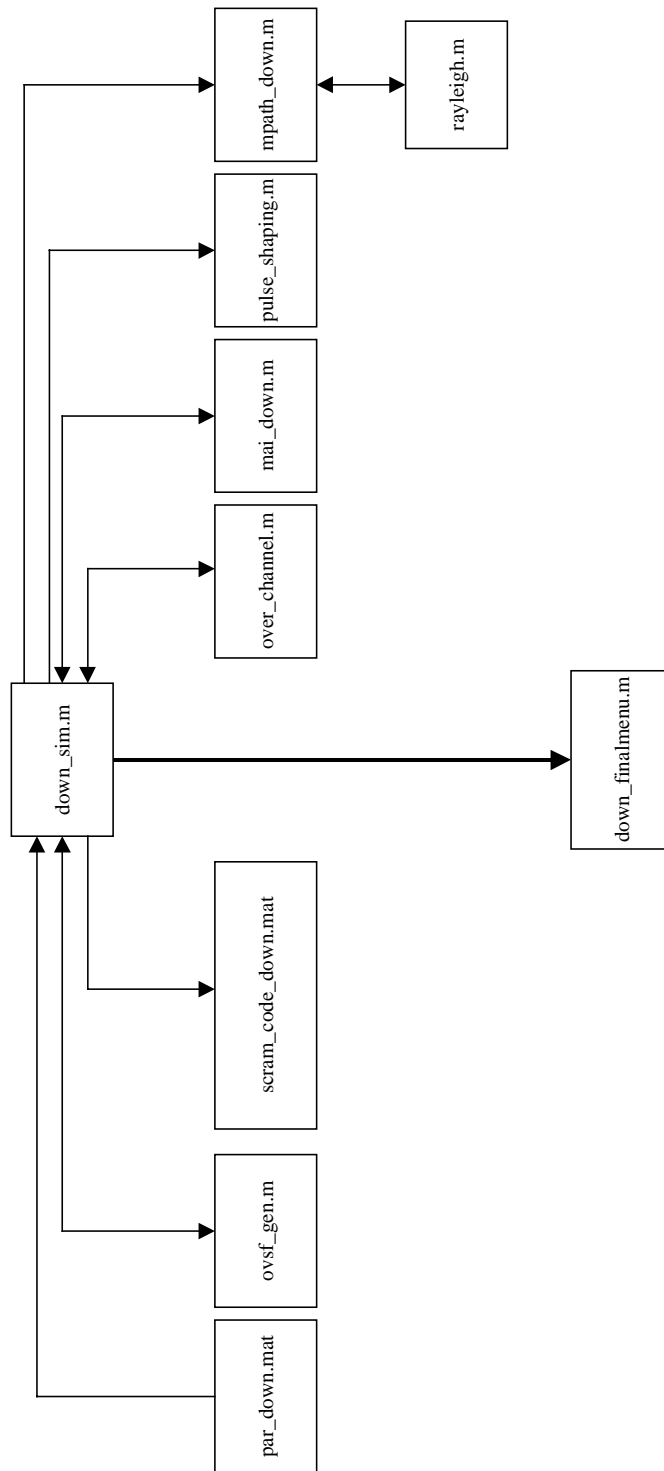 down_sim.m
par_down.mat
ovsf_gen.m
scram_code_down.mat
over_channel.m
mai_down.m
pulse_shaping.m
mpath_down.m
rayleigh.m
down_finalmenu.m